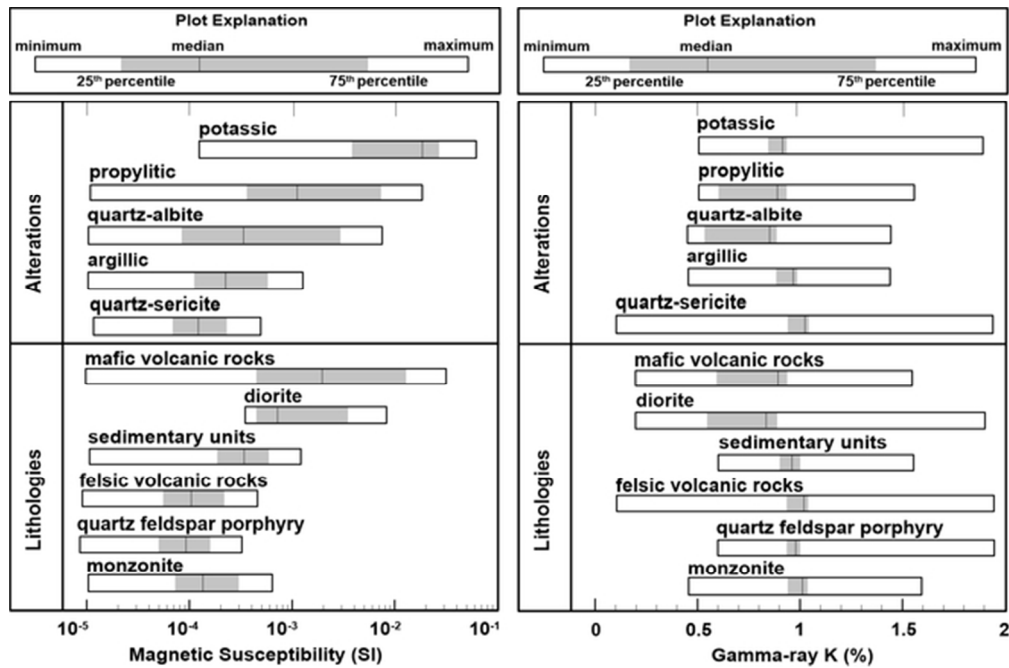 Plot Explanation
minimum median maximum
25th percentile 75th percentile
Alterations
potassic
propylitic
quartz-albite
argillic
quartz-sericite
Lithologies
mafic volcanic rocks
diorite
sedimentary units
felsic volcanic rocks
quartz feldspar porphyry
monzonite
10-5 10-4 10-3 10-2 10-1
Magnetic Susceptibility (SI)
Plot Explanation
minimum median maximum
25th percentile 75th percentile
Alterations
potassic
propylitic
quartz-albite
argillic
quartz-sericite
Lithologies
mafic volcanic rocks
diorite
sedimentary units
felsic volcanic rocks
quartz feldspar porphyry
monzonite
0 0.5 1 1.5 2
Gamma-ray K (%)